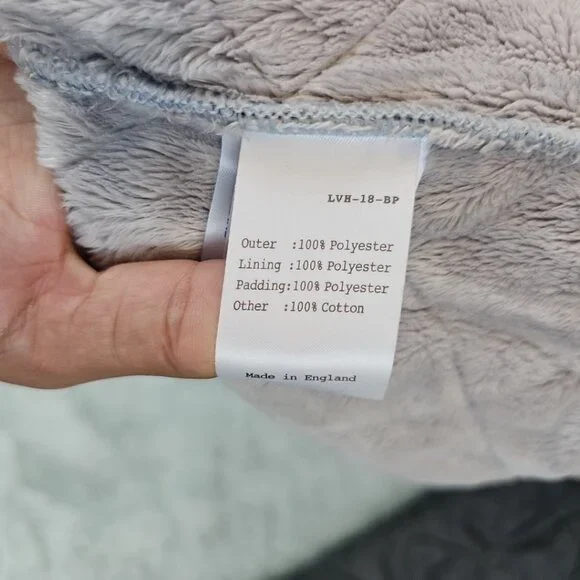 LVH-18-BP
Outer :100% Polyester
Lining :100% Polyester
Padding:100% Polyester
Other :100% Cotton
Made in England